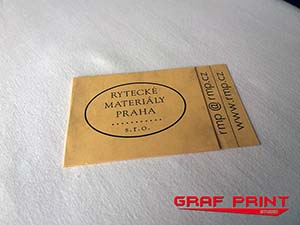 RYTECKÉ
MATERIÁLY
PRAHA
..........
s.r.o.
rmp @ rmp.cz
www.rmp.cz
GRAF PRINT
STUDIO